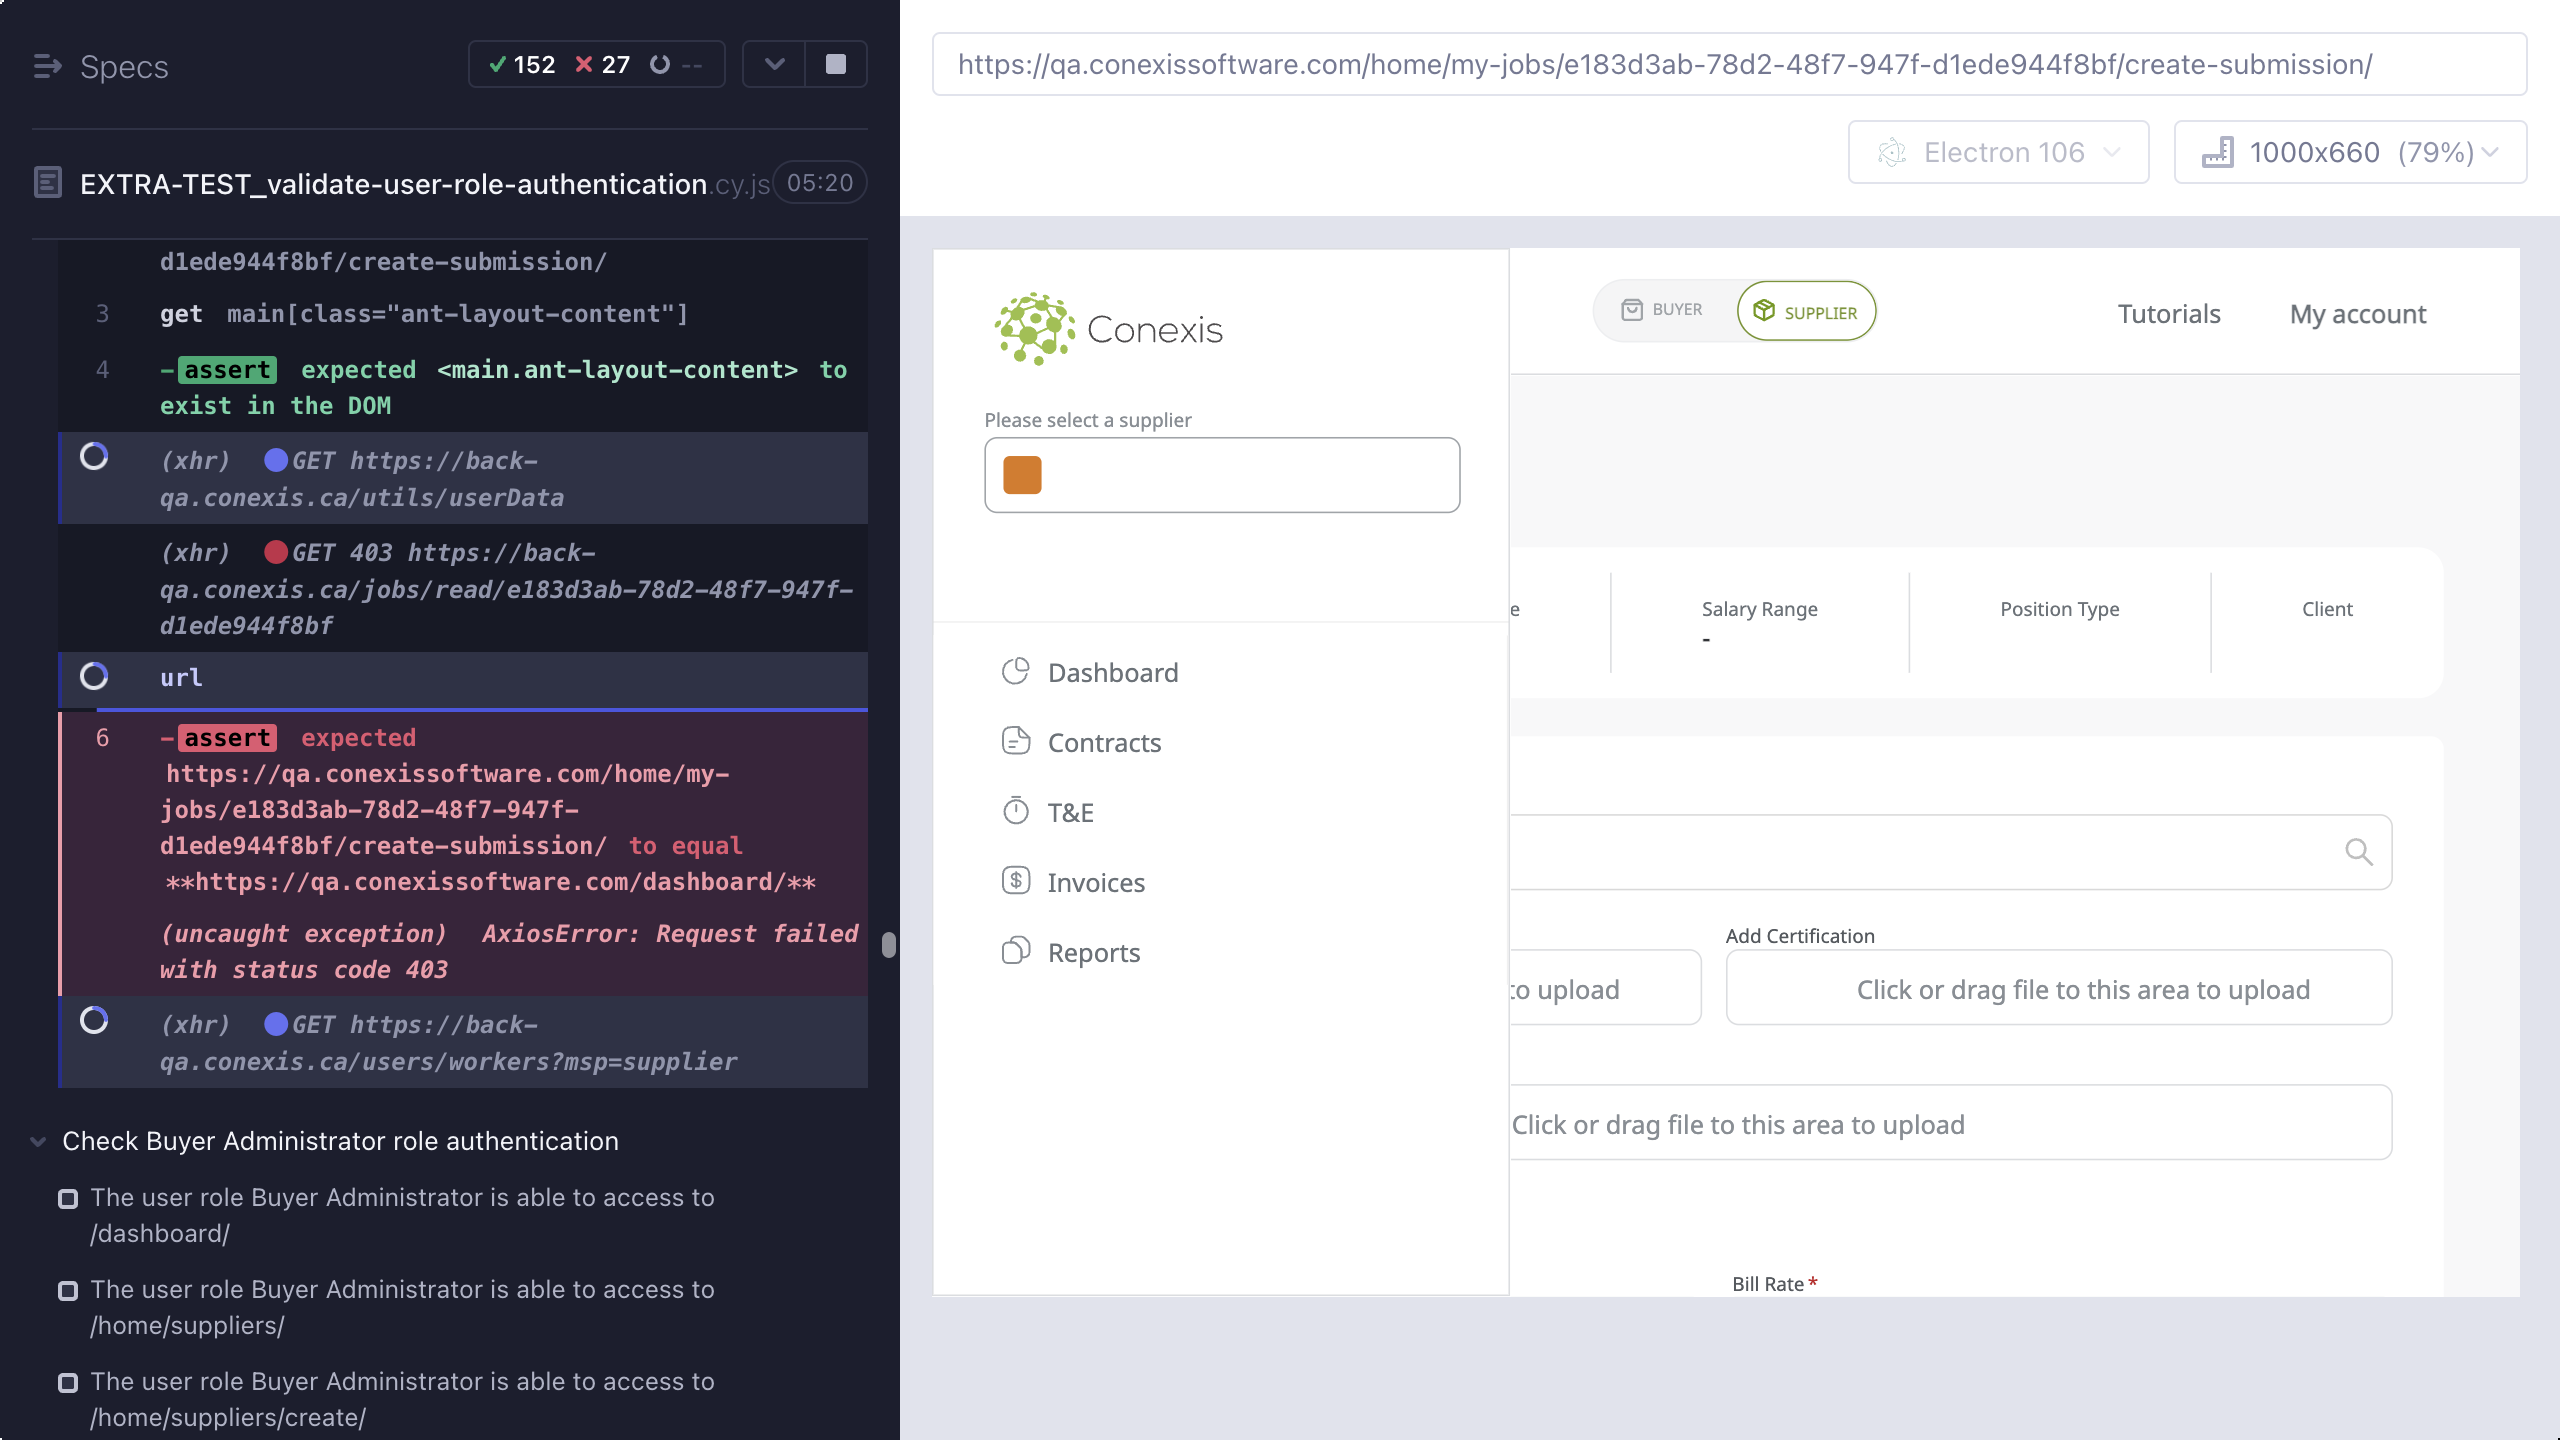 Specs
152 27 --
EXTRA-TEST_validate-user-role-authentication.cy.js 05:20
d1ede944f8bf/create-submission/
3 get main[class="ant-layout-content"]
4 -assert expected <main.ant-layout-content> to
exist in the DOM
(xhr) GET https://back-
qa.conexis.ca/utils/userData
(xhr) GET 403 https://back-
qa.conexis.ca/jobs/read/e183d3ab-78d2-48f7-947f-
d1ede944f8bf
url
6 -assert expected
https://qa.conexissoftware.com/home/my-
jobs/e183d3ab-78d2-48f7-947f-
d1ede944f8bf/create-submission/ to equal
**https://qa.conexissoftware.com/dashboard/**
(uncaught exception) AxiosError: Request failed
with status code 403
(xhr) GET https://back-
qa.conexis.ca/users/workers?msp=supplier
Check Buyer Administrator role authentication
The user role Buyer Administrator is able to access to
/dashboard/
The user role Buyer Administrator is able to access to
/home/suppliers/
The user role Buyer Administrator is able to access to
/home/suppliers/create/
https://qa.conexissoftware.com/home/my-jobs/e183d3ab-78d2-48f7-947f-d1ede944f8bf/create-submission/
Electron 106
1000x660 (79%)
Conexis
BUYER
SUPPLIER
Tutorials
My account
Please select a supplier
Dashboard
Contracts
T&E
Invoices
Reports
e
Salary Range
-
Position Type
Client
Add Certification
to upload
Click or drag file to this area to upload
Click or drag file to this area to upload
Bill Rate*